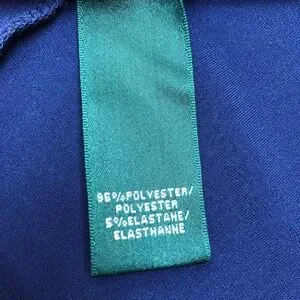 95%POLYESTER/
POLYESTER
5%ELASTANE/
ELASTHANNE